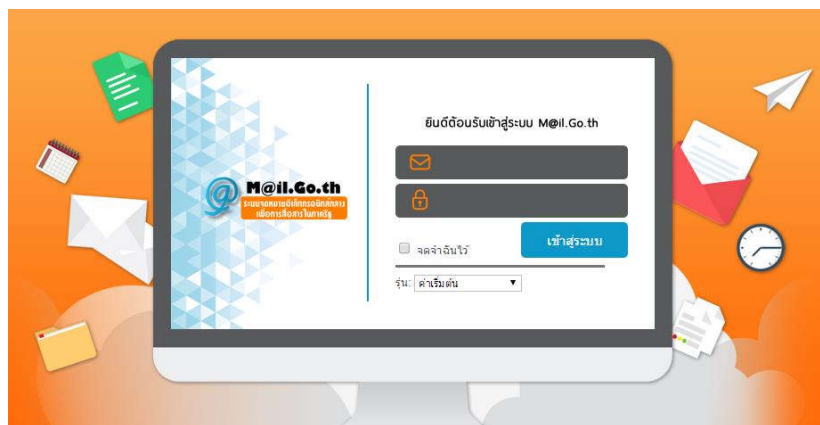 ยินดีต้อนรับเข้าสู่ระบบ M@il.Go.th
M@il.Go.th
ระบบจดหมายอิเล็กทรอนิกส์กลาง
เพื่อการสื่อสารในภาครัฐ
จดจำฉันไว้
เข้าสู่ระบบ
รุ่น: ค่าเริ่มต้น